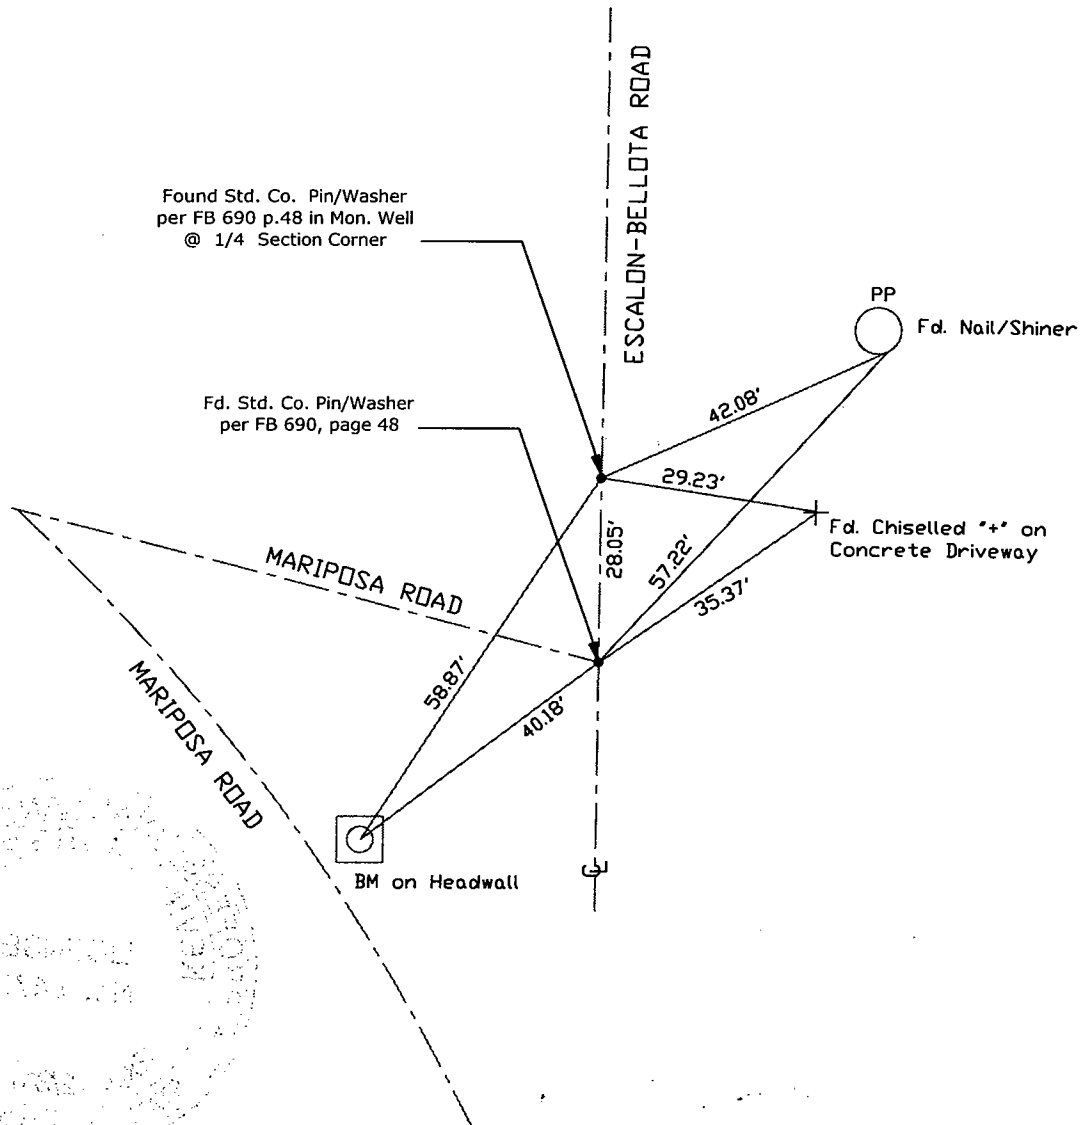 ESCALON-BELLOTA ROAD
Found Std. Co. Pin/Washer
per FB 690 p.48 in Mon. Well
@ 1/4 Section Corner
PP
Fd. Nail/Shiner
Fd. Std. Co. Pin/Washer
per FB 690, page 48
42.08'
29.23'
Fd. Chiselled "+" on
Concrete Driveway
28.05'
57.22'
35.37'
MARIPOSA ROAD
MARIPOSA ROAD
58.87'
40.18'
BM on Headwall
CL